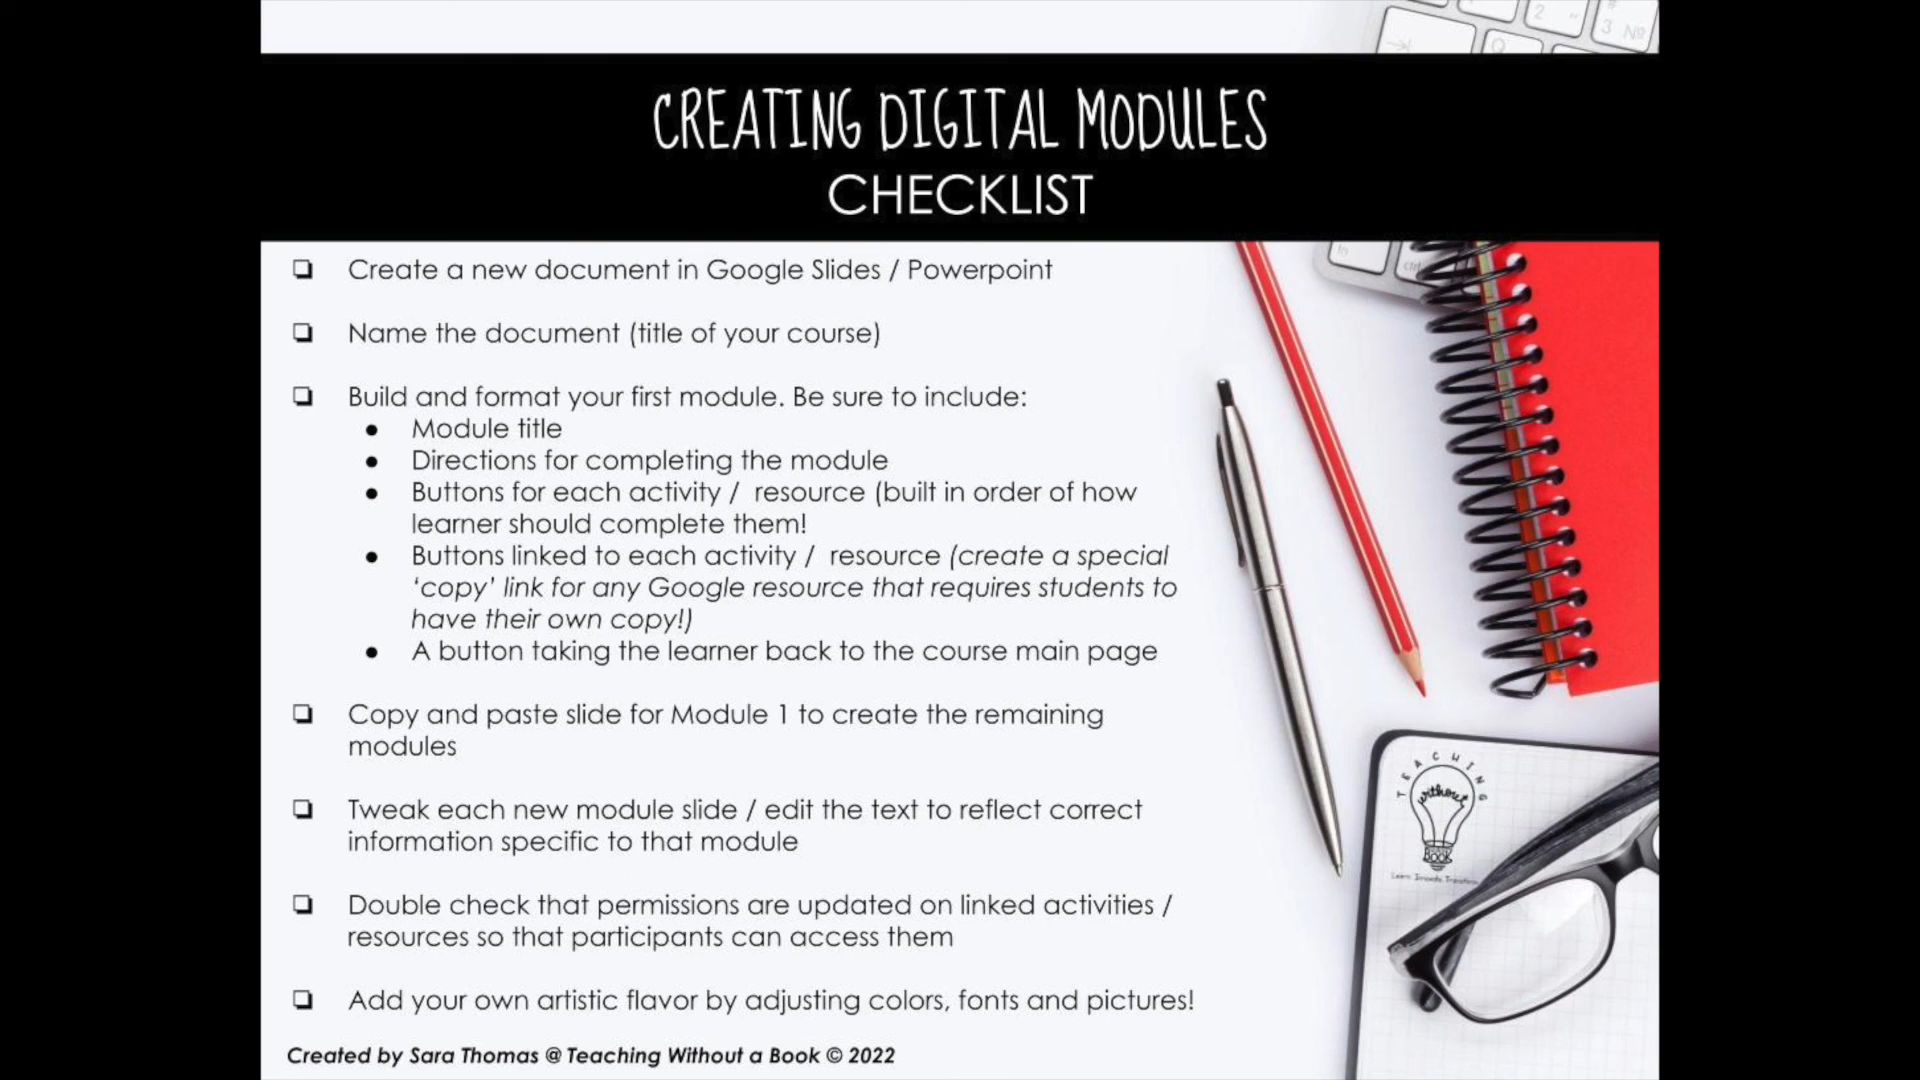 CREATING DIGITAL MODULES
CHECKLIST
Create a new document in Google Slides / Powerpoint
Name the document (title of your course)
Build and format your first module. Be sure to include:
Module title
Directions for completing the module
Buttons for each activity / resource (built in order of how
learner should complete them!
Buttons linked to each activity / resource (create a special
‘copy’ link for any Google resource that requires students to
have their own copy!)
A button taking the learner back to the course main page
Copy and paste slide for Module 1 to create the remaining
modules
Tweak each new module slide / edit the text to reflect correct
information specific to that module
Double check that permissions are updated on linked activities /
resources so that participants can access them
Add your own artistic flavor by adjusting colors, fonts and pictures!
Created by Sara Thomas @ Teaching Without a Book © 2022
TEACHING
without
BOOK